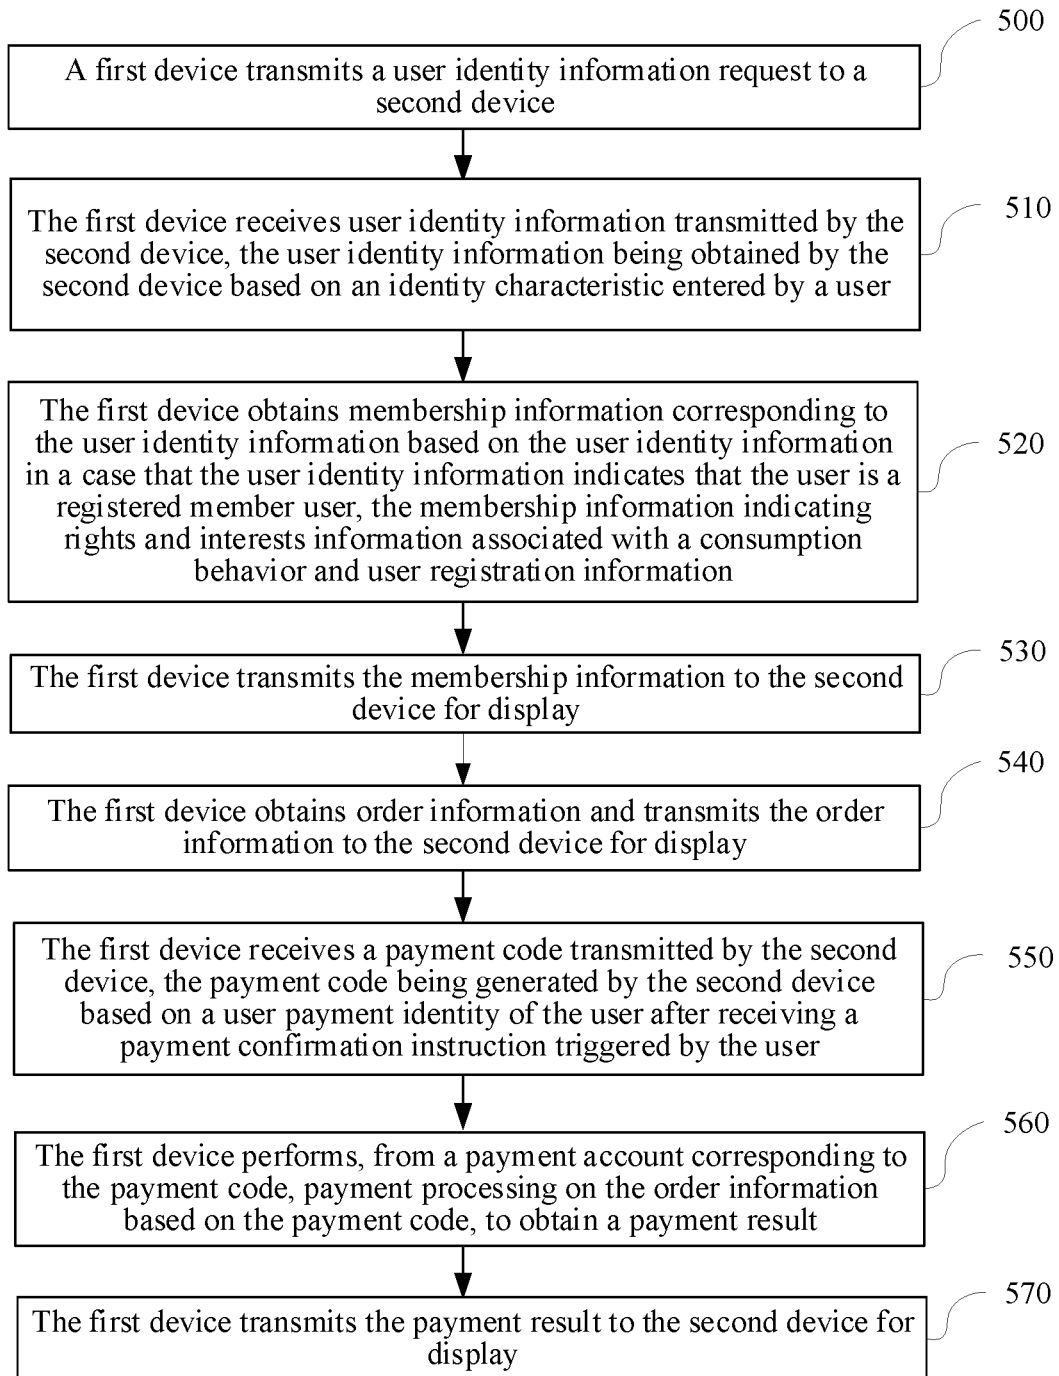 500
A first device transmits a user identity information request to a
second device
510
The first device receives user identity information transmitted by the
second device, the user identity information being obtained by the
second device based on an identity characteristic entered by a user
520
The first device obtains membership information corresponding to
the user identity information based on the user identity information
in a case that the user identity information indicates that the user is a
registered member user, the membership information indicating
rights and interests information associated with a consumption
behavior and user registration information
530
The first device transmits the membership information to the second
device for display
540
The first device obtains order information and transmits the order
information to the second device for display
550
The first device receives a payment code transmitted by the second
device, the payment code being generated by the second device
based on a user payment identity of the user after receiving a
payment confirmation instruction triggered by the user
560
The first device performs, from a payment account corresponding to
the payment code, payment processing on the order information
based on the payment code, to obtain a payment result
570
The first device transmits the payment result to the second device for
display